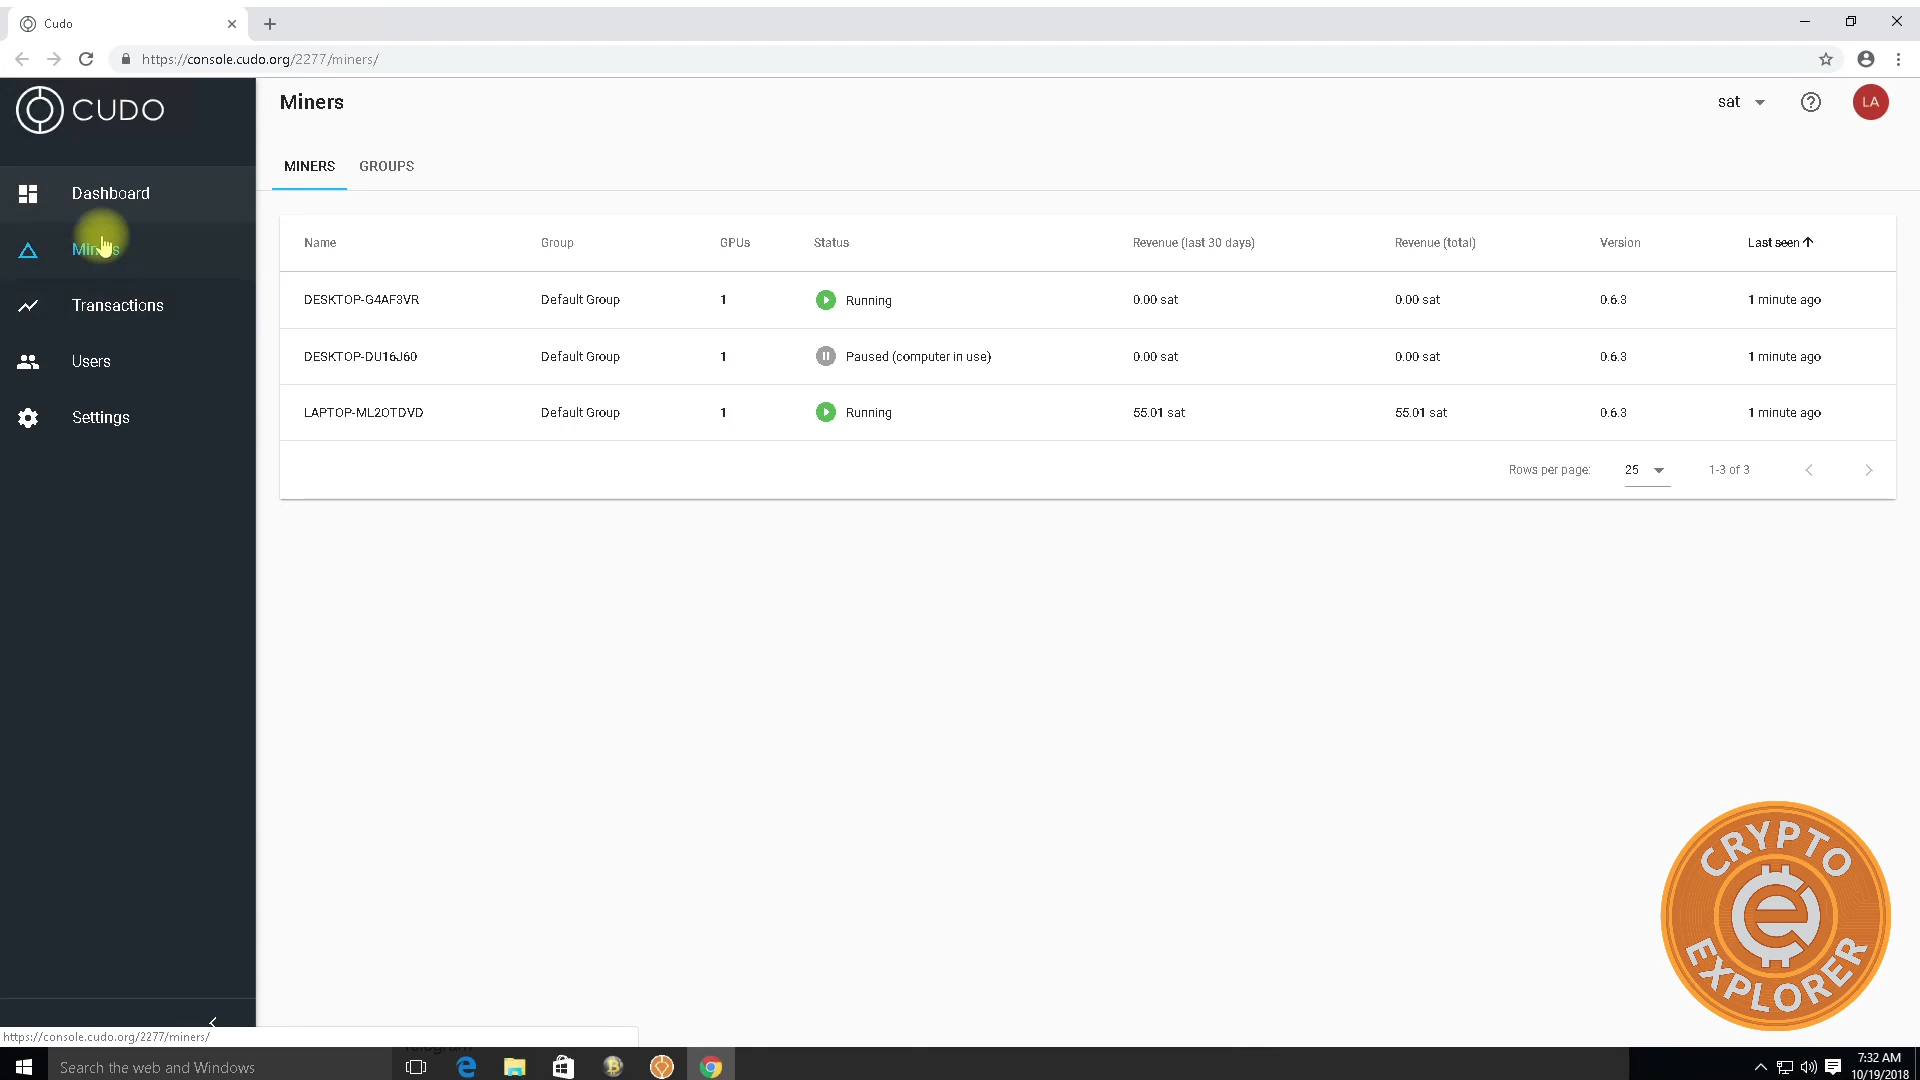 Cudo
https://console.cudo.org/2277/miners/
CUDO
Miners
sat
LA
Dashboard
Miners
Transactions
Users
Settings
MINERS GROUPS
Name Group GPUs Status Revenue (last 30 days) Revenue (total) Version Last seen
DESKTOP-G4AF3VR Default Group 1 Running 0.00 sat 0.00 sat 0.6.3 1 minute ago
DESKTOP-DU16J60 Default Group 1 Paused (computer in use) 0.00 sat 0.00 sat 0.6.3 1 minute ago
LAPTOP-ML2OTDVD Default Group 1 Running 55.01 sat 55.01 sat 0.6.3 1 minute ago
Rows per page: 25 1-3 of 3
CRYPTO
EXPLORER
https://console.cudo.org/2277/miners/
Search the web and Windows
7:32 AM
10/19/2018